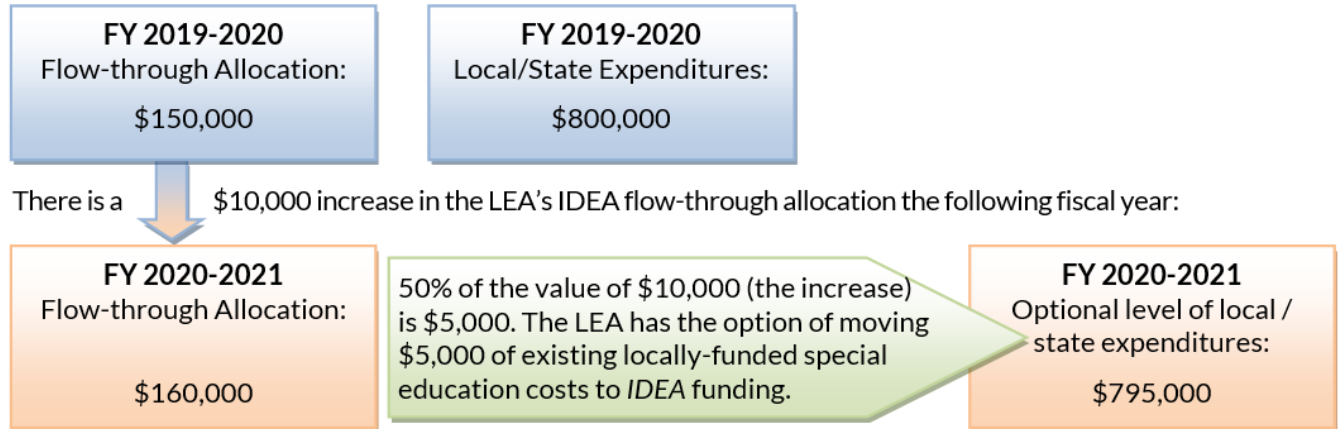 FY 2019-2020
Flow-through Allocation:
$150,000
FY 2019-2020
Local/State Expenditures:
$800,000
There is a $10,000 increase in the LEA's IDEA flow-through allocation the following fiscal year:
FY 2020-2021
Flow-through Allocation:
$160,000
50% of the value of $10,000 (the increase)
is $5,000. The LEA has the option of moving
$5,000 of existing locally-funded special
education costs to IDEA funding.
FY 2020-2021
Optional level of local /
state expenditures:
$795,000